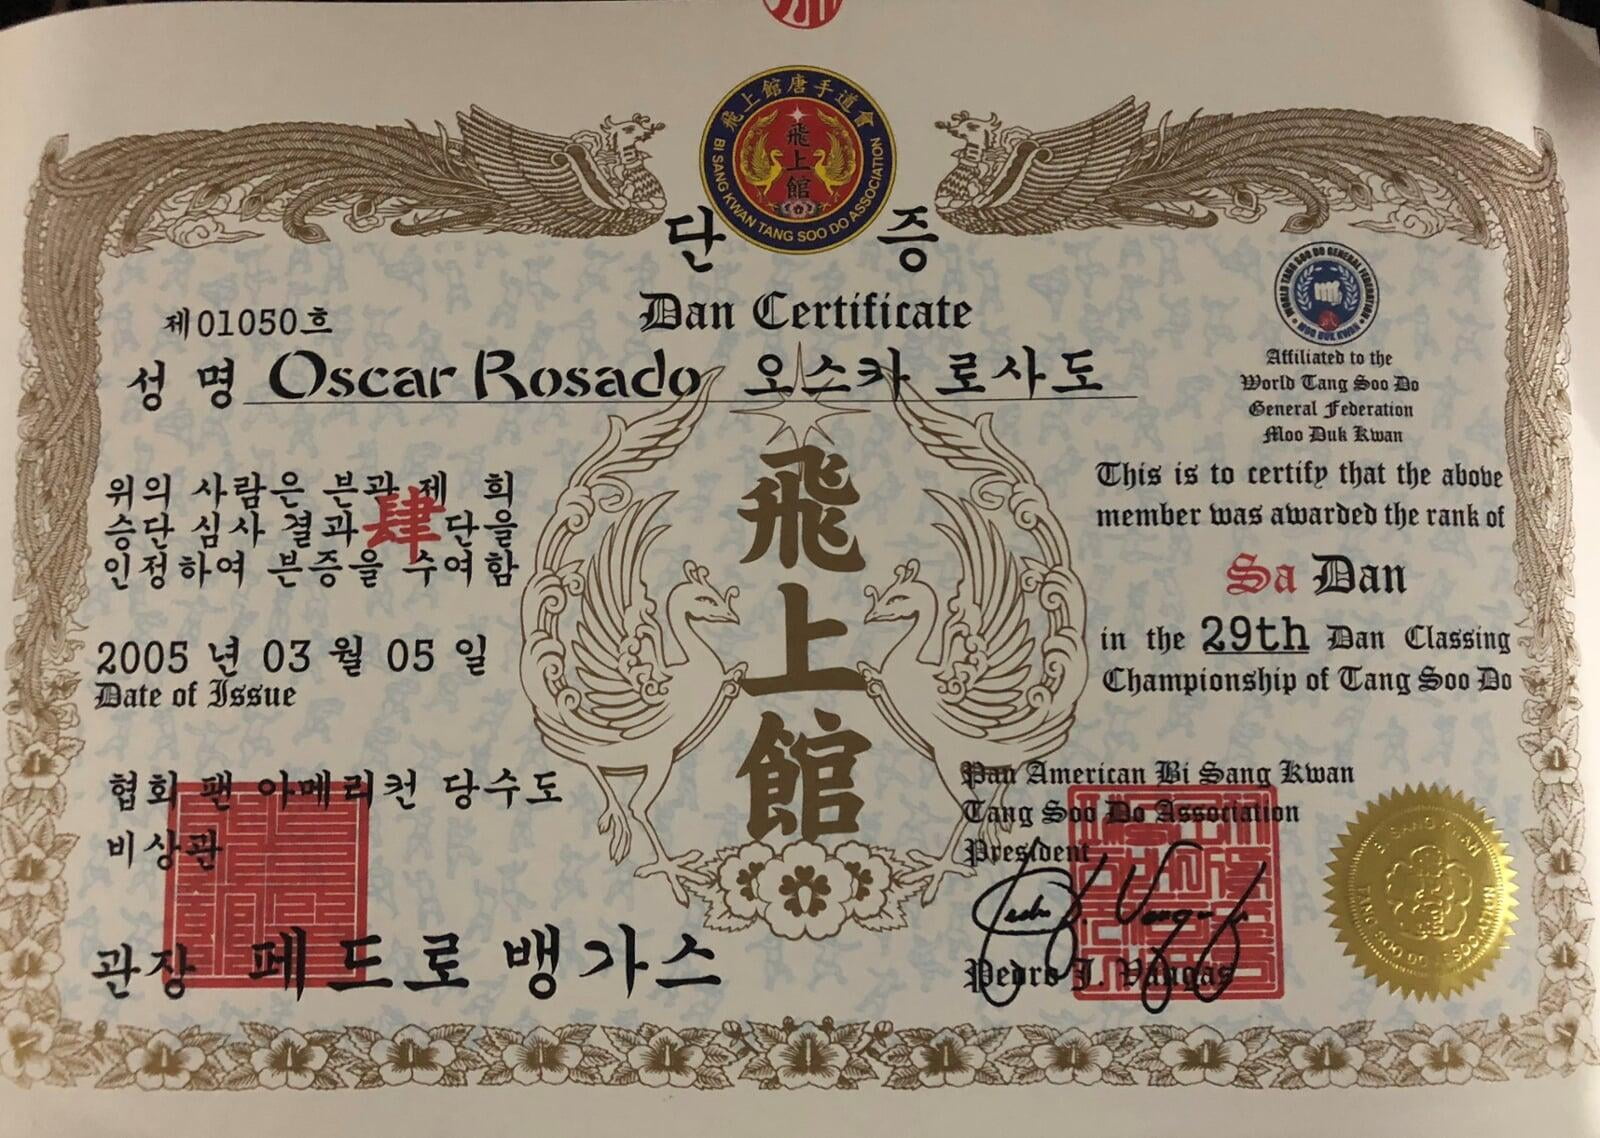 飛上館唐手道會
飛上館
BI SANG KWAN TANG SOO DO ASSOCIATION
단 증
Dan Certificate
제01050호
성 명 Oscar Rosado 오스카 로사도
WORLD TANG SOO DO GENERAL FEDERATION
MOO DUK KWAN
Affiliated to the
World Tang Soo Do
General Federation
Moo Duk Kwan
위의 사람은 본관 제 회
승단 심사 결과 肆 단을
인정하여 본증을 수여함
飛上館
This is to certify that the above
member was awarded the rank of
Sa Dan
in the 29th Dan Classing
Championship of Tang Soo Do
2005 년 03 월 05 일
Date of Issue
협회 팬 아메리컨 당수도
비상관
관장 페드로 뱅가스
Pan American Bi Sang Kwan
Tang Soo Do Association
President
Pedro J. Vangas
BI SANG KWAN
TANG SOO DO ASSOCIATION